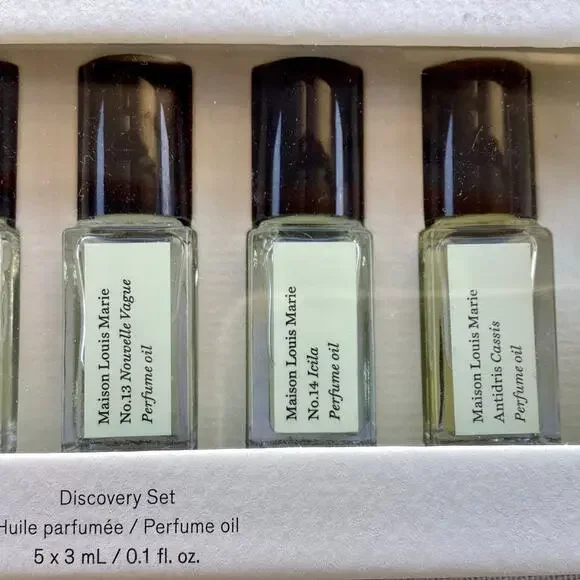 Maison Louis Marie
No.13 Nouvelle Vague
Perfume oil
Maison Louis Marie
No.14 Icila
Perfume oil
Maison Louis Marie
Antidris Cassis
Perfume oil
Discovery Set
Huile parfumée / Perfume oil
5 x 3 mL / 0.1 fl. oz.